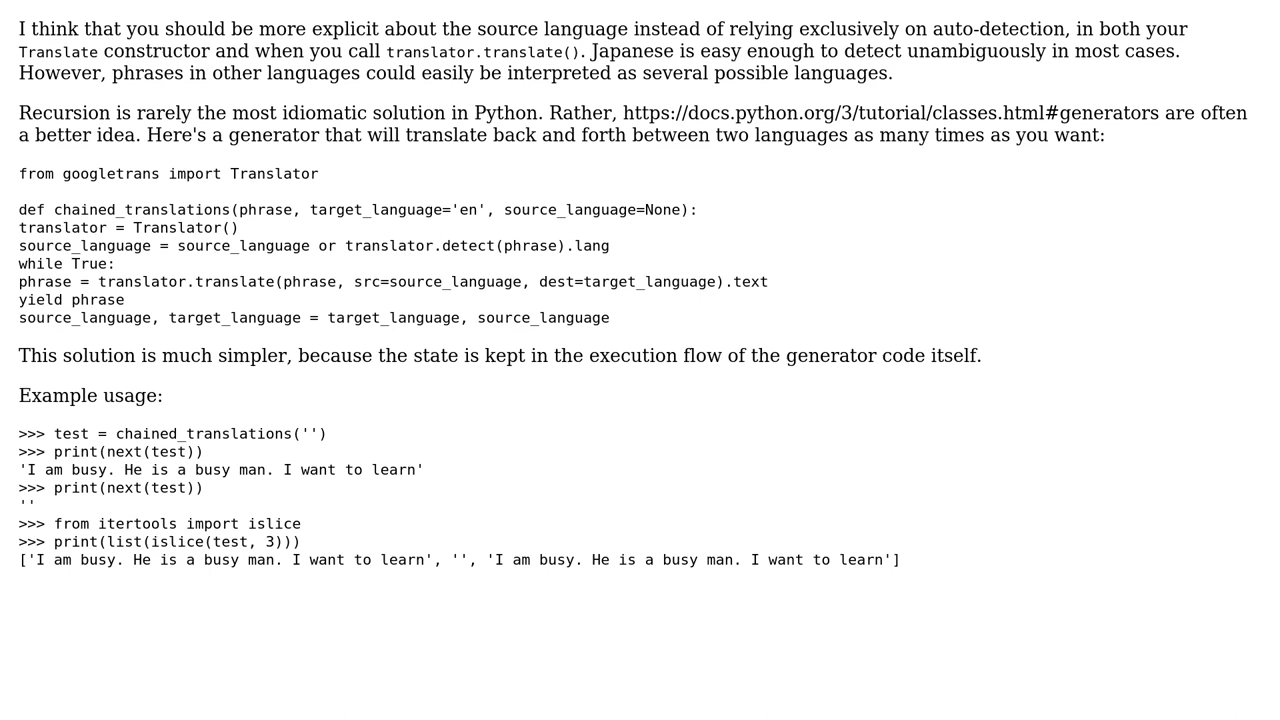 I think that you should be more explicit about the source language instead of relying exclusively on auto-detection, in both your
Translate constructor and when you call translator.translate(). Japanese is easy enough to detect unambiguously in most cases.
However, phrases in other languages could easily be interpreted as several possible languages.
Recursion is rarely the most idiomatic solution in Python. Rather, https://docs.python.org/3/tutorial/classes.html#generators are often
a better idea. Here's a generator that will translate back and forth between two languages as many times as you want:
from googletrans import Translator
def chained_translations(phrase, target_language='en', source_language=None):
translator = Translator()
source_language = source_language or translator.detect(phrase).lang
while True:
phrase = translator.translate(phrase, src=source_language, dest=target_language).text
yield phrase
source_language, target_language = target_language, source_language
This solution is much simpler, because the state is kept in the execution flow of the generator code itself.
Example usage:
>>> test = chained_translations('')
>>> print(next(test))
'I am busy. He is a busy man. I want to learn'
>>> print(next(test))
''
>>> from itertools import islice
>>> print(list(islice(test, 3)))
['I am busy. He is a busy man. I want to learn', '', 'I am busy. He is a busy man. I want to learn']